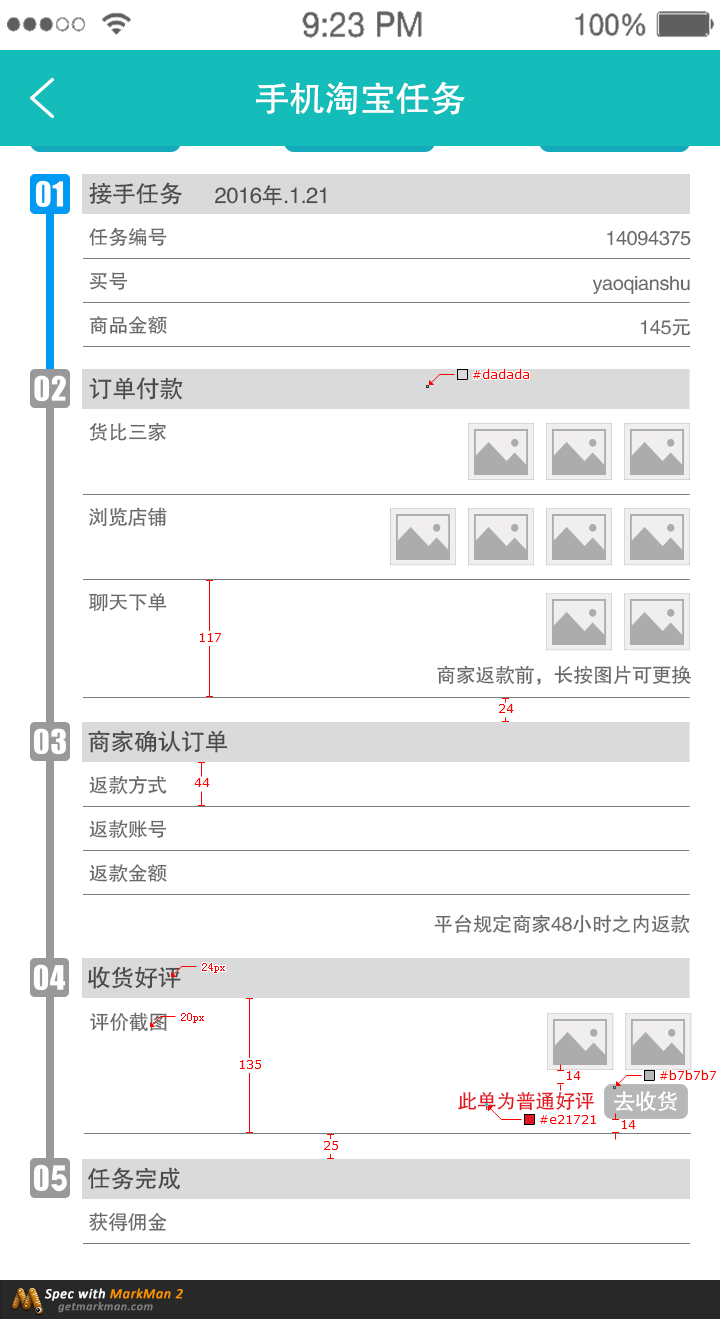 9:23 PM 100%
手机淘宝任务
01 接手任务 2016年.1.21
任务编号 14094375
买号 yaoqianshu
商品金额 145元
#dadada
02 订单付款
货比三家
浏览店铺
聊天下单
117
商家返款前，长按图片可更换
24
03 商家确认订单
返款方式 44
返款账号
返款金额
平台规定商家48小时之内返款
24px
04 收货好评
评价截图 20px
135
14 #b7b7b7
此单为普通好评 去收货
#e21721 14
25
05 任务完成
获得佣金
Spec with MarkMan 2
getmarkman.com